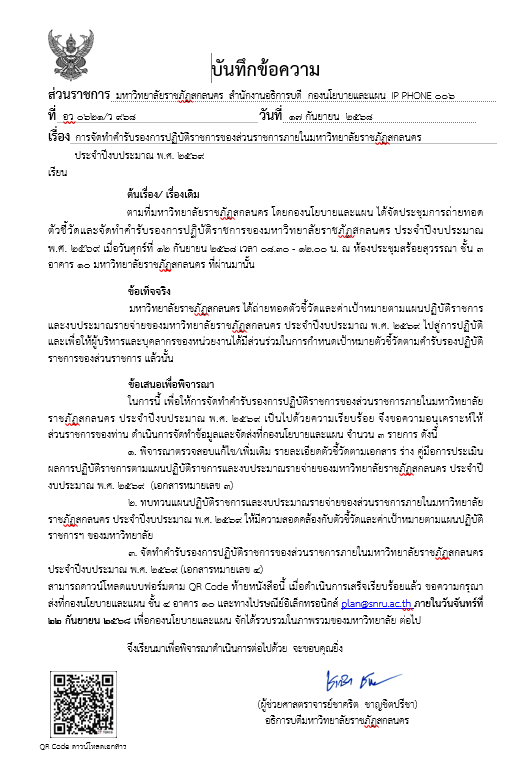 บันทึกข้อความ
ส่วนราชการ มหาวิทยาลัยราชภัฏสกลนคร สำนักงานอธิการบดี กองนโยบายและแผน IP PHONE ๐๐๖
ที่ อว ๐๖๒๑/ว ๙๖๘ วันที่ ๑๗ กันยายน ๒๕๖๘
เรื่อง การจัดทำคำรับรองการปฏิบัติราชการของส่วนราชการภายในมหาวิทยาลัยราชภัฏสกลนคร
ประจำปีงบประมาณ พ.ศ. ๒๕๖๙
เรียน
ต้นเรื่อง/ เรื่องเดิม
ตามที่มหาวิทยาลัยราชภัฏสกลนคร โดยกองนโยบายและแผน ได้จัดประชุมการถ่ายทอด
ตัวชี้วัดและจัดทำคำรับรองการปฏิบัติราชการของมหาวิทยาลัยราชภัฏสกลนคร ประจำปีงบประมาณ
พ.ศ. ๒๕๖๙ เมื่อวันศุกร์ที่ ๑๒ กันยายน ๒๕๖๘ เวลา ๐๘.๓๐ - ๑๒.๐๐ น. ณ ห้องประชุมสร้อยสุวรรณา ชั้น ๓
อาคาร ๑๐ มหาวิทยาลัยราชภัฏสกลนคร ที่ผ่านมานั้น
ข้อเท็จจริง
มหาวิทยาลัยราชภัฏสกลนคร ได้ถ่ายทอดตัวชี้วัดและค่าเป้าหมายตามแผนปฏิบัติราชการ
และงบประมาณรายจ่ายของมหาวิทยาลัยราชภัฏสกลนคร ประจำปีงบประมาณ พ.ศ. ๒๕๖๙ ไปสู่การปฏิบัติ
และเพื่อให้ผู้บริหารและบุคลากรของหน่วยงานได้มีส่วนร่วมในการกำหนดเป้าหมายตัวชี้วัดตามคำรับรองปฏิบัติ
ราชการของส่วนราชการ แล้วนั้น
ข้อเสนอเพื่อพิจารณา
ในการนี้ เพื่อให้การจัดทำคำรับรองการปฏิบัติราชการของส่วนราชการภายในมหาวิทยาลัย
ราชภัฏสกลนคร ประจำปีงบประมาณ พ.ศ. ๒๕๖๙ เป็นไปด้วยความเรียบร้อย จึงขอความอนุเคราะห์ให้
ส่วนราชการของท่าน ดำเนินการจัดทำข้อมูลและจัดส่งที่กองนโยบายและแผน จำนวน ๓ รายการ ดังนี้
๑. พิจารณาตรวจสอบแก้ไข/เพิ่มเติม รายละเอียดตัวชี้วัดตามเอกสาร ร่าง คู่มือการประเมิน
ผลการปฏิบัติราชการตามแผนปฏิบัติราชการและงบประมาณรายจ่ายของมหาวิทยาลัยราชภัฏสกลนคร ประจำปี
งบประมาณ พ.ศ. ๒๕๖๙ (เอกสารหมายเลข ๓)
๒. ทบทวนแผนปฏิบัติราชการและงบประมาณรายจ่ายของส่วนราชการภายในมหาวิทยาลัย
ราชภัฏสกลนคร ประจำปีงบประมาณ พ.ศ. ๒๕๖๙ ให้มีความสอดคล้องกับตัวชี้วัดและค่าเป้าหมายตามแผนปฏิบัติ
ราชการฯ ของมหาวิทยาลัย
๓. จัดทำคำรับรองการปฏิบัติราชการของส่วนราชการภายในมหาวิทยาลัยราชภัฏสกลนคร
ประจำปีงบประมาณ พ.ศ. ๒๕๖๙ (เอกสารหมายเลข ๔)
สามารถดาวน์โหลดแบบฟอร์มตาม QR Code ท้ายหนังสือนี้ เมื่อดำเนินการเสร็จเรียบร้อยแล้ว ขอความกรุณา
ส่งที่กองนโยบายและแผน ชั้น ๔ อาคาร ๑๐ และทางไปรษณีย์อิเล็กทรอนิกส์ plan@snru.ac.th ภายในวันจันทร์ที่
๒๒ กันยายน ๒๕๖๘ เพื่อกองนโยบายและแผน จักได้รวบรวมในภาพรวมของมหาวิทยาลัย ต่อไป
จึงเรียนมาเพื่อพิจารณาดำเนินการต่อไปด้วย จะขอบคุณยิ่ง
(ผู้ช่วยศาสตราจารย์ชาคริต ชาญชิตปรีชา)
อธิการบดีมหาวิทยาลัยราชภัฏสกลนคร
QR Code ดาวน์โหลดเอกสาร